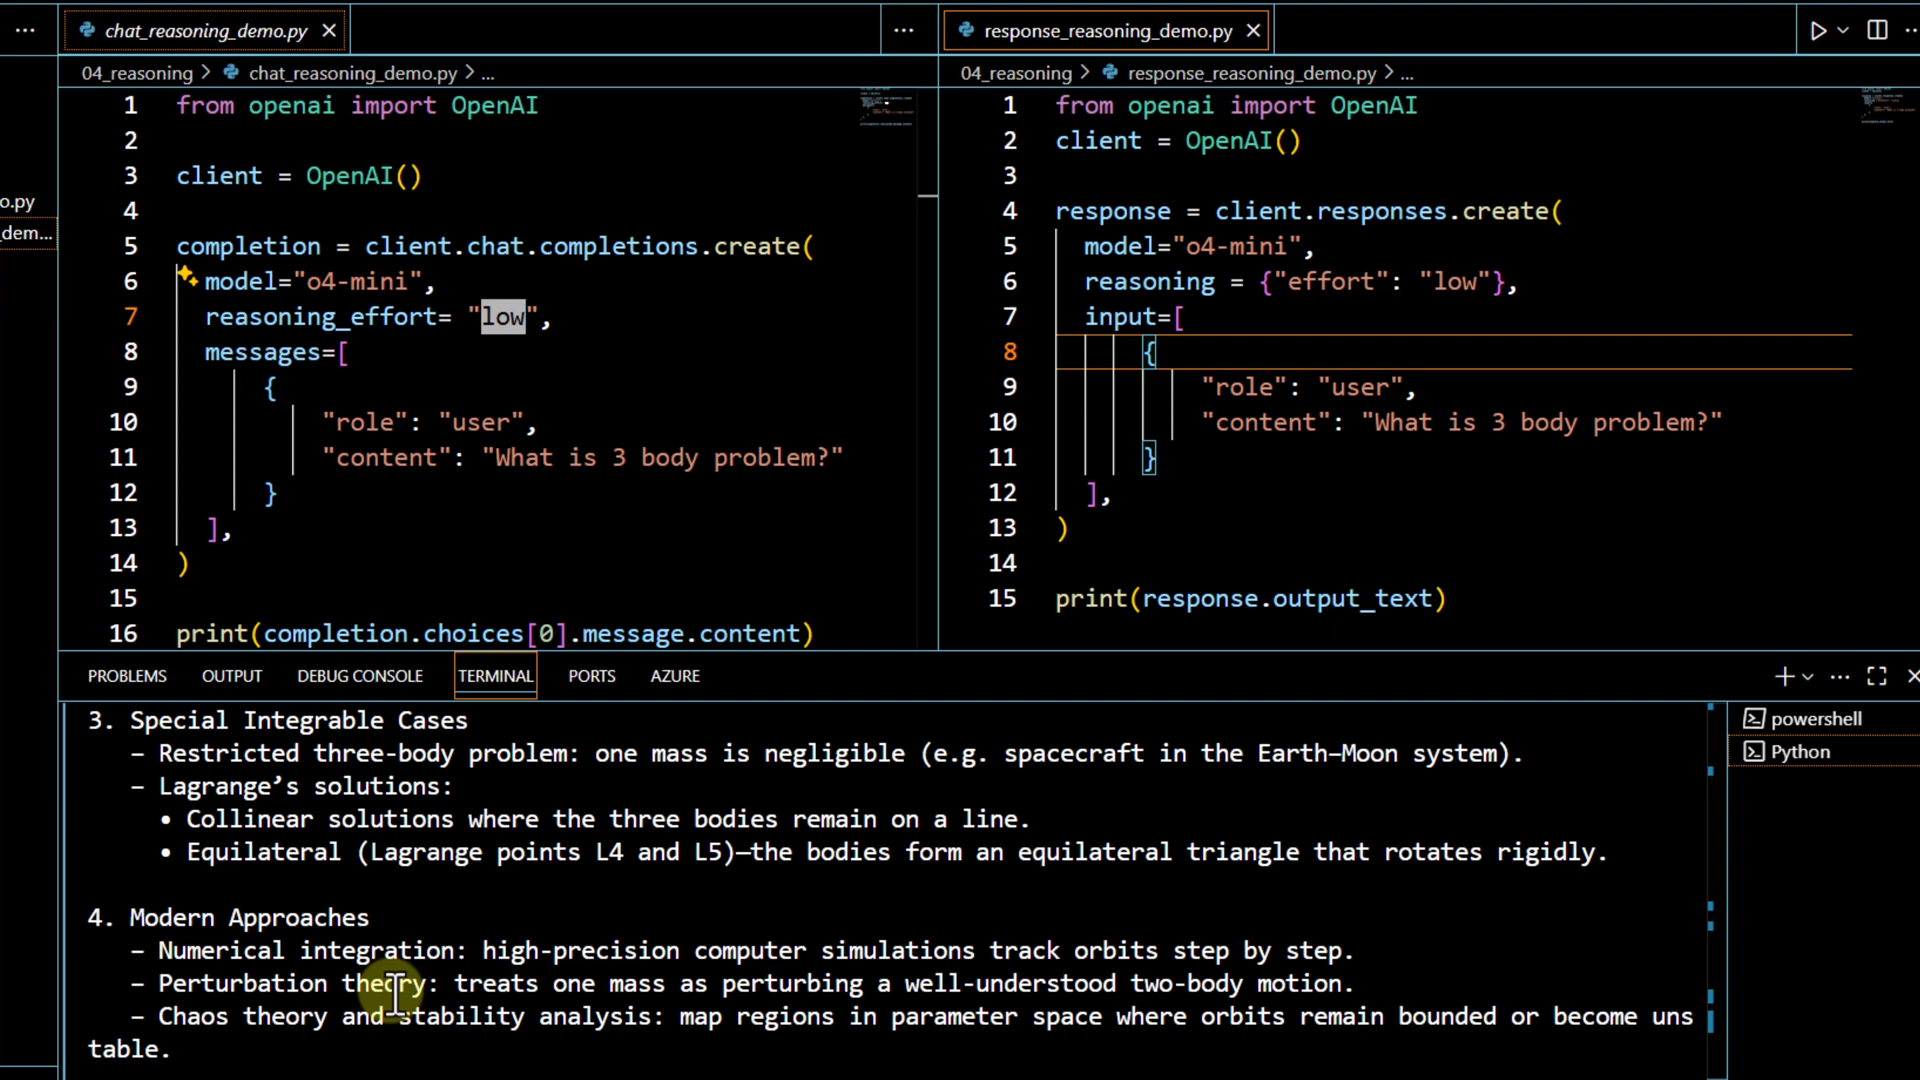 chat_reasoning_demo.py
response_reasoning_demo.py
04_reasoning > chat_reasoning_demo.py > ...
04_reasoning > response_reasoning_demo.py > ...
o.py
_dem...
1 from openai import OpenAI
2
3 client = OpenAI()
4
5 completion = client.chat.completions.create(
6 model="o4-mini",
7 reasoning_effort= "low",
8 messages=[
9 {
10 "role": "user",
11 "content": "What is 3 body problem?"
12 }
13 ],
14 )
15
16 print(completion.choices[0].message.content)
1 from openai import OpenAI
2 client = OpenAI()
3
4 response = client.responses.create(
5 model="o4-mini",
6 reasoning = {"effort": "low"},
7 input=[
8 {
9 "role": "user",
10 "content": "What is 3 body problem?"
11 }
12 ],
13 )
14
15 print(response.output_text)
PROBLEMS OUTPUT DEBUG CONSOLE TERMINAL PORTS AZURE
3. Special Integrable Cases
– Restricted three-body problem: one mass is negligible (e.g. spacecraft in the Earth–Moon system).
– Lagrange’s solutions:
• Collinear solutions where the three bodies remain on a line.
• Equilateral (Lagrange points L4 and L5)—the bodies form an equilateral triangle that rotates rigidly.
4. Modern Approaches
– Numerical integration: high-precision computer simulations track orbits step by step.
– Perturbation theory: treats one mass as perturbing a well-understood two-body motion.
– Chaos theory and stability analysis: map regions in parameter space where orbits remain bounded or become uns
table.
powershell
Python